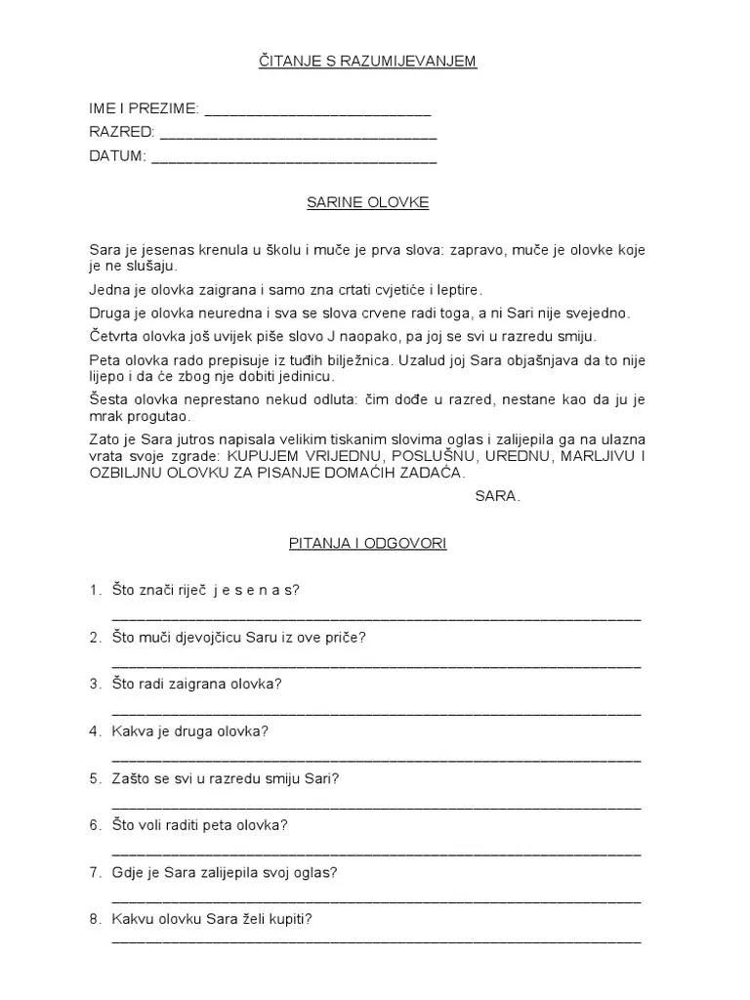 ČITANJE S RAZUMIJEVANJEM
IME I PREZIME: ___________________________
RAZRED: _________________________________
DATUM: __________________________________
SARINE OLOVKE
Sara je jesenas krenula u školu i muče je prva slova: zapravo, muče je olovke koje
je ne slušaju.
Jedna je olovka zaigrana i samo zna crtati cvjetiće i leptire.
Druga je olovka neuredna i sva se slova crvene radi toga, a ni Sari nije svejedno.
Četvrta olovka još uvijek piše slovo J naopako, pa joj se svi u razredu smiju.
Peta olovka rado prepisuje iz tuđih bilježnica. Uzalud joj Sara objašnjava da to nije
lijepo i da će zbog nje dobiti jedinicu.
Šesta olovka neprestano nekud odluta: čim dođe u razred, nestane kao da ju je
mrak progutao.
Zato je Sara jutros napisala velikim tiskanim slovima oglas i zalijepila ga na ulazna
vrata svoje zgrade: KUPUJEM VRIJEDNU, POSLUŠNU, UREDNU, MARLJIVU I
OZBILJNU OLOVKU ZA PISANJE DOMAĆIH ZADAĆA.
SARA.
PITANJA I ODGOVORI
1. Što znači riječ j e s e n a s?
_______________________________________________________________
2. Što muči djevojčicu Saru iz ove priče?
_______________________________________________________________
3. Što radi zaigrana olovka?
_______________________________________________________________
4. Kakva je druga olovka?
_______________________________________________________________
5. Zašto se svi u razredu smiju Sari?
_______________________________________________________________
6. Što voli raditi peta olovka?
_______________________________________________________________
7. Gdje je Sara zalijepila svoj oglas?
_______________________________________________________________
8. Kakvu olovku Sara želi kupiti?
_______________________________________________________________